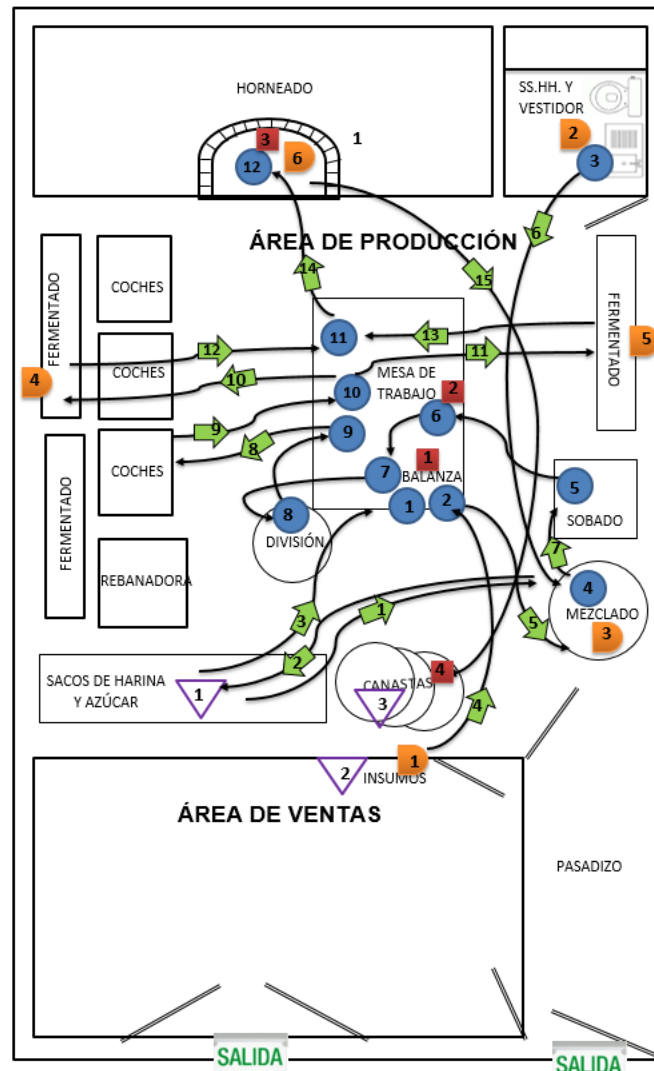 HORNEADO
1
3
6
12
SS.HH. Y
VESTIDOR
2
3
6
ÁREA DE PRODUCCIÓN
14
15
COCHES
FERMENTADO
4
12
COCHES
10
11
13
MESA DE
TRABAJO
2
11
10
6
9
FERMENTADO
5
9
8
COCHES
FERMENTADO
1
7
BALANZA
1
2
8
DIVISIÓN
5
SOBADO
7
REBANADORA
4
MEZCLADO
3
5
3
1
2
SACOS DE HARINA
Y AZÚCAR
1
CANASTAS
4
3
4
1
2
INSUMOS
ÁREA DE VENTAS
PASADIZO
SALIDA
SALIDA